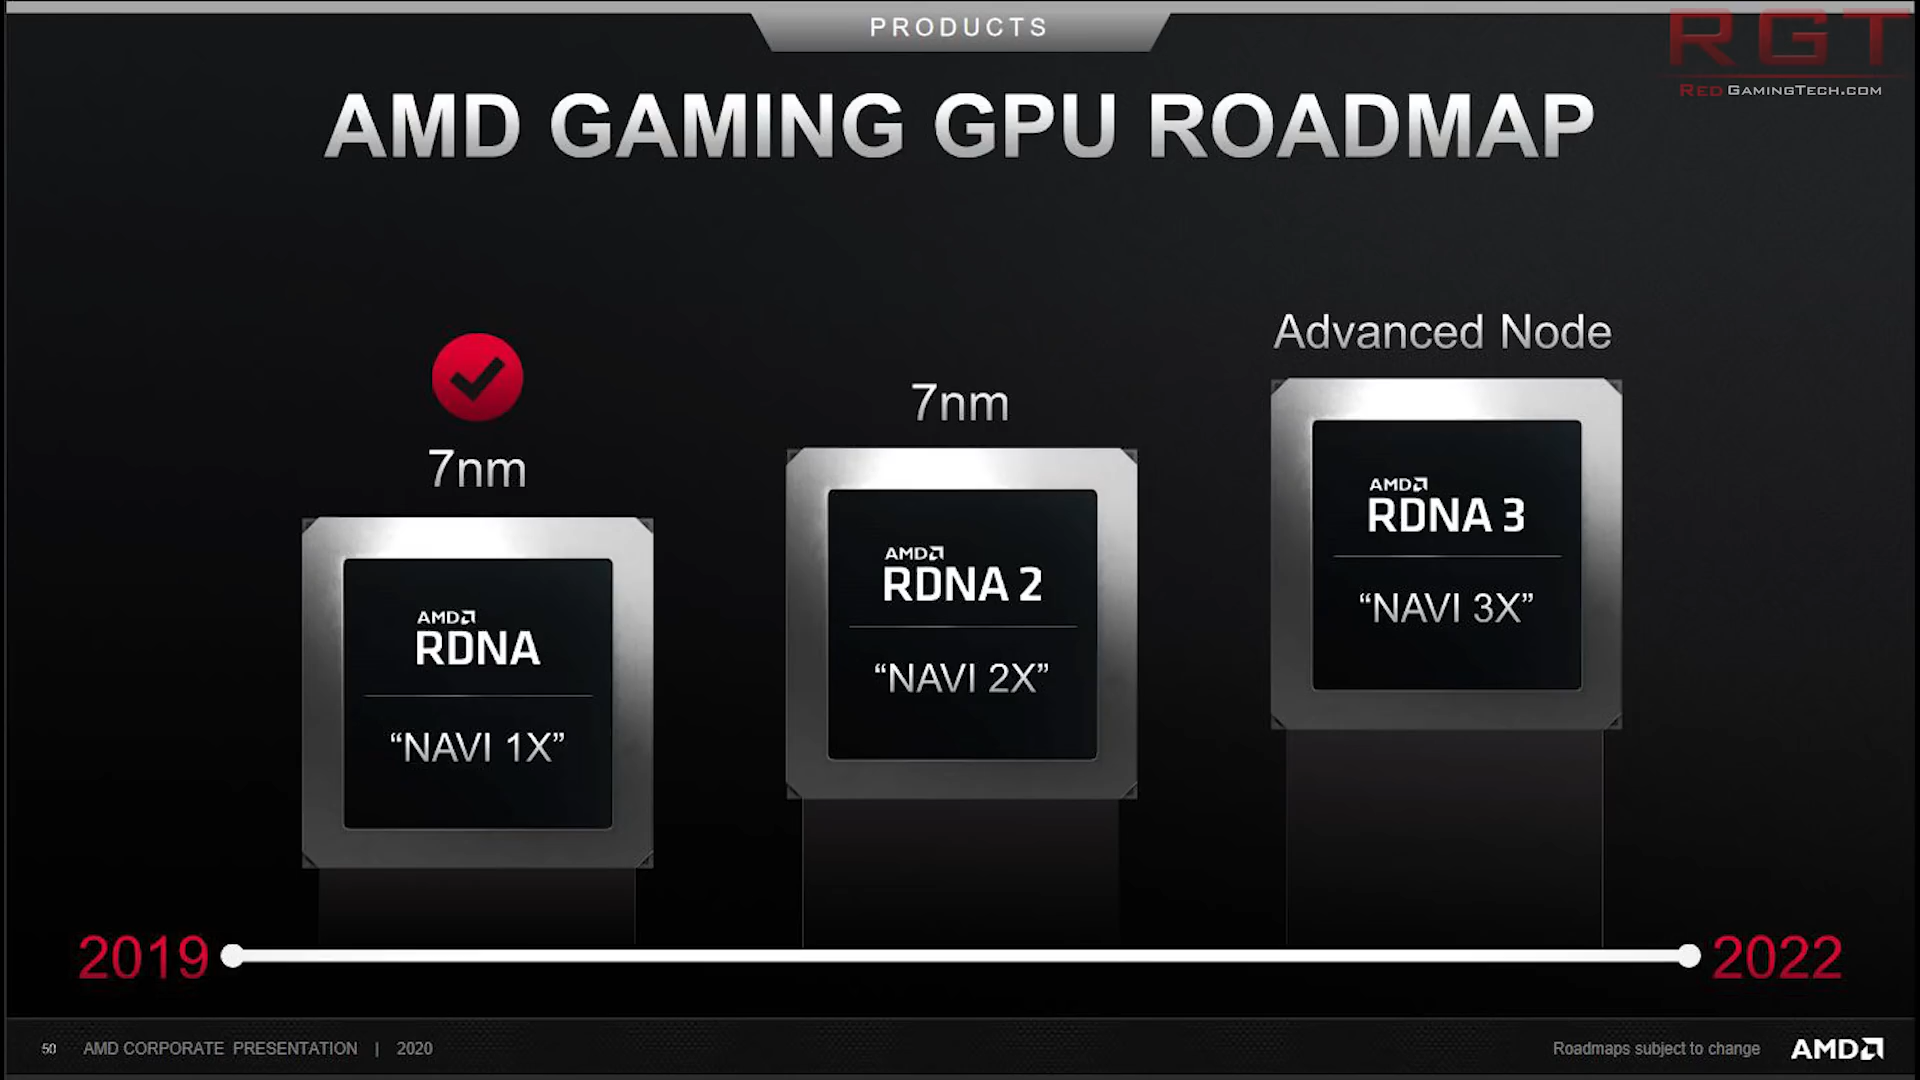 PRODUCTS
RGT
REDGAMINGTECH.COM
AMD GAMING GPU ROADMAP
7nm
AMD
RDNA
“NAVI 1X”
7nm
AMD
RDNA 2
“NAVI 2X”
Advanced Node
AMD
RDNA 3
“NAVI 3X”
2019
2022
50 AMD CORPORATE PRESENTATION | 2020
Roadmaps subject to change
AMD